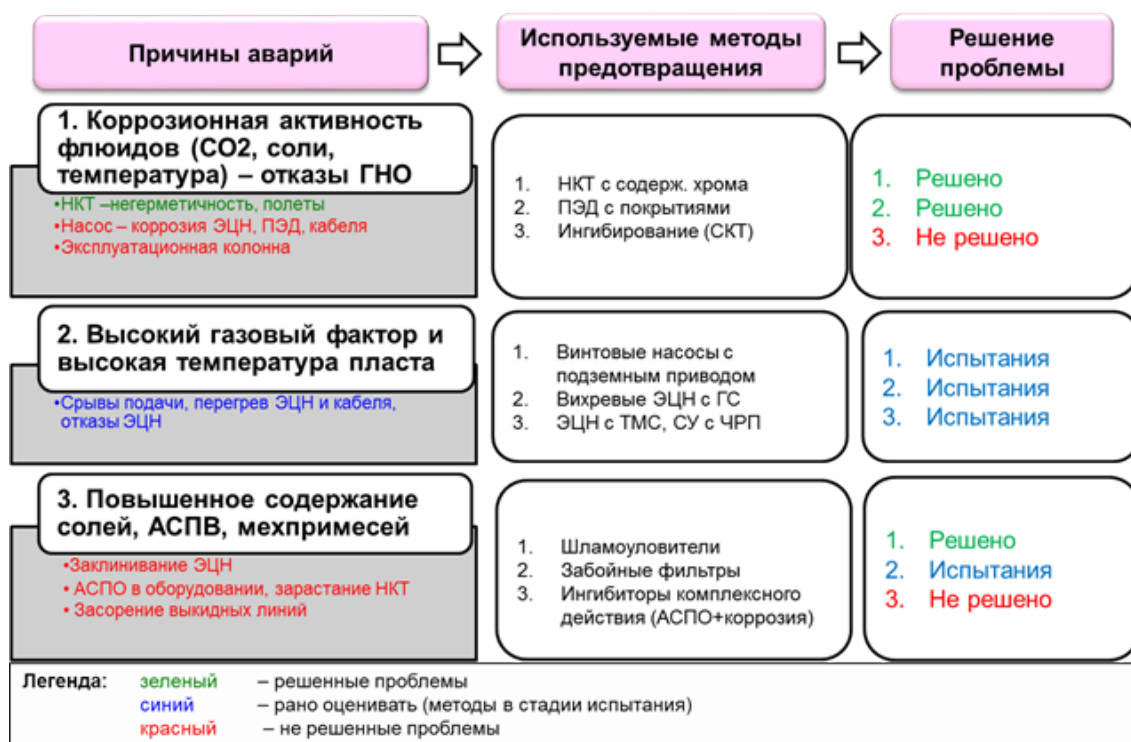 Причины аварий
Используемые методы
предотвращения
Решение
проблемы
1. Коррозионная активность
флюидов (СО2, соли,
температура) – отказы ГНО
•НКТ –негерметичность, полеты
•Насос – коррозия ЭЦН, ПЭД, кабеля
•Эксплуатационная колонна
1. НКТ с содерж. хрома
2. ПЭД с покрытиями
3. Ингибирование (СКТ)
1. Решено
2. Решено
3. Не решено
2. Высокий газовый фактор и
высокая температура пласта
•Срывы подачи, перегрев ЭЦН и кабеля,
отказы ЭЦН
1. Винтовые насосы с
подземным приводом
2. Вихревые ЭЦН с ГС
3. ЭЦН с ТМС, СУ с ЧРП
1. Испытания
2. Испытания
3. Испытания
3. Повышенное содержание
солей, АСПВ, мехпримесей
•Заклинивание ЭЦН
•АСПО в оборудовании, зарастание НКТ
•Засорение выкидных линий
1. Шламоуловители
2. Забойные фильтры
3. Ингибиторы комплексного
действия (АСПО+коррозия)
1. Решено
2. Испытания
3. Не решено
Легенда: зеленый – решенные проблемы
синий – рано оценивать (методы в стадии испытания)
красный – не решенные проблемы